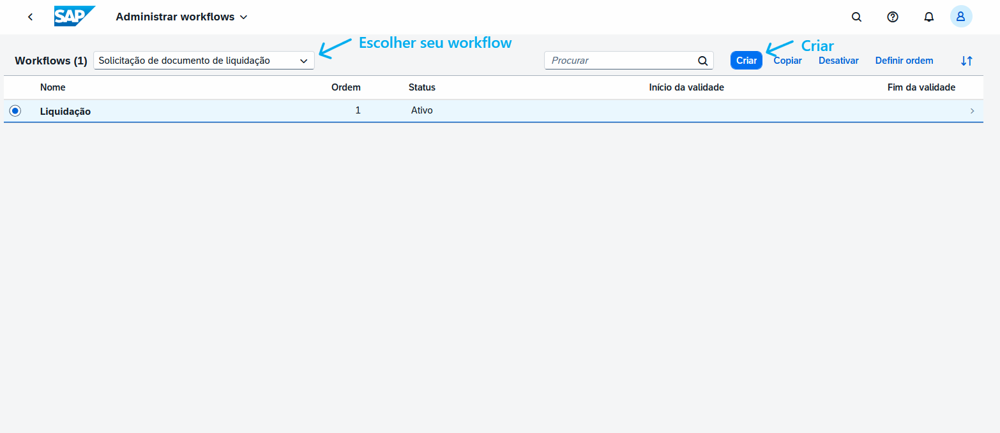 SAP
Administrar workflows
Escolher seu workflow
Criar
Workflows (1)
Solicitação de documento de liquidação
Procurar
Criar
Copiar
Desativar
Definir ordem
Nome
Ordem
Status
Início da validade
Fim da validade
Liquidação
1
Ativo